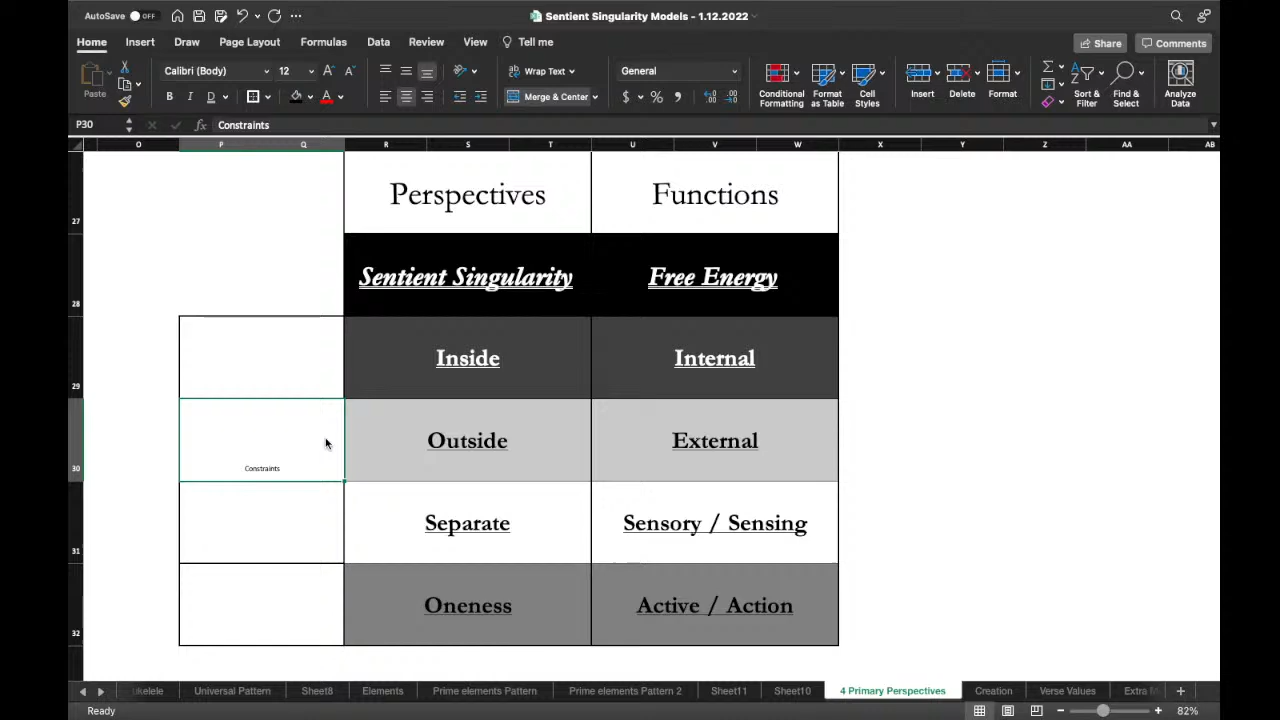 AutoSave OFF
Sentient Singularity Models - 1.12.2022
Home Insert Draw Page Layout Formulas Data Review View Tell me Share Comments
Paste
Calibri (Body) 12
B I D A
Wrap Text
Merge & Center
General
$ % 
Conditional Formatting
Format as Table
Cell Styles
Insert Delete Format
Sort & Filter
Find & Select
Analyze Data
P30 fx Constraints
O P Q R S T U V W X Y Z AA AB
27 Perspectives Functions
28 Sentient Singularity Free Energy
29 Inside Internal
30 Constraints Outside External
31 Separate Sensory / Sensing
32 Oneness Active / Action
ukelele Universal Pattern Sheet8 Elements Prime elements Pattern Prime elements Pattern 2 Sheet11 Sheet10 4 Primary Perspectives Creation Verse Values Extra
Ready 82%